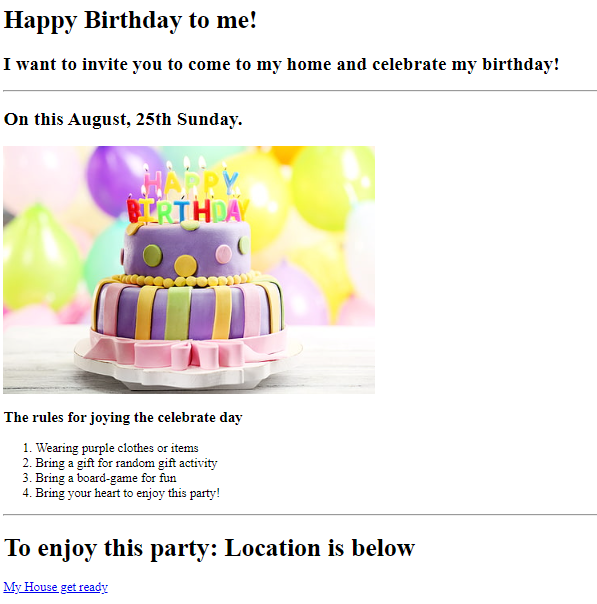 Happy Birthday to me!
I want to invite you to come to my home and celebrate my birthday!
On this August, 25th Sunday.
HAPPY
BIRTHDAY
The rules for joying the celebrate day
1. Wearing purple clothes or items
2. Bring a gift for random gift activity
3. Bring a board-game for fun
4. Bring your heart to enjoy this party!
To enjoy this party: Location is below
My House get ready